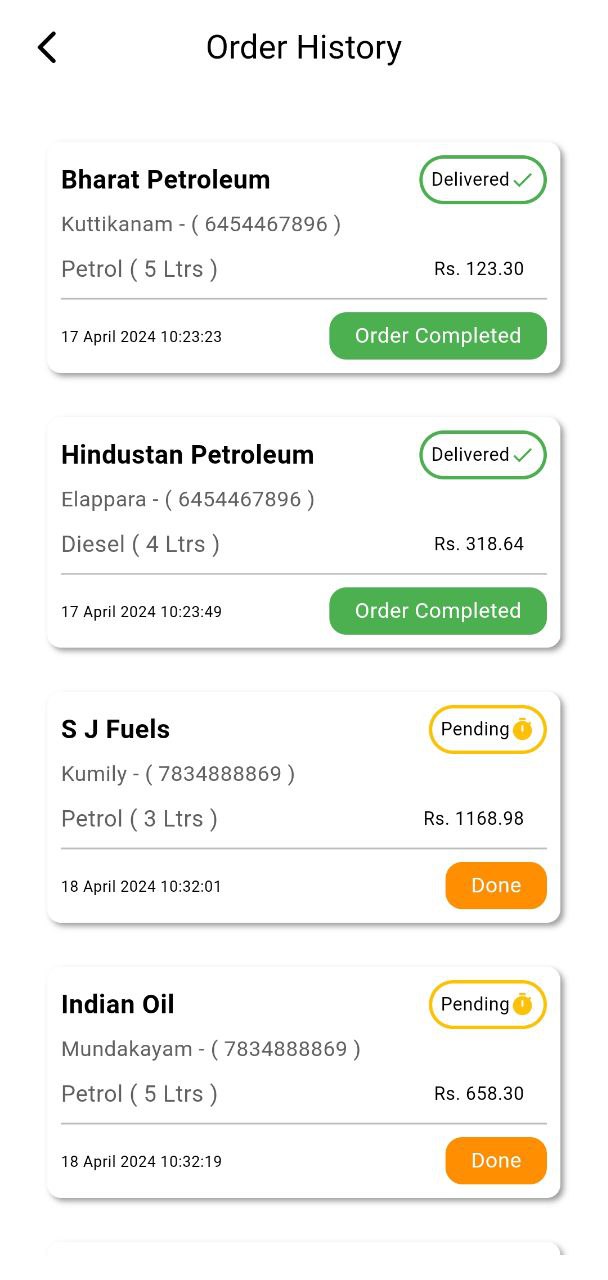 Order History
Bharat Petroleum Delivered
Kuttikanam - ( 6454467896 )
Petrol ( 5 Ltrs ) Rs. 123.30
17 April 2024 10:23:23 Order Completed
Hindustan Petroleum Delivered
Elappara - ( 6454467896 )
Diesel ( 4 Ltrs ) Rs. 318.64
17 April 2024 10:23:49 Order Completed
S J Fuels Pending
Kumily - ( 7834888869 )
Petrol ( 3 Ltrs ) Rs. 1168.98
18 April 2024 10:32:01 Done
Indian Oil Pending
Mundakayam - ( 7834888869 )
Petrol ( 5 Ltrs ) Rs. 658.30
18 April 2024 10:32:19 Done